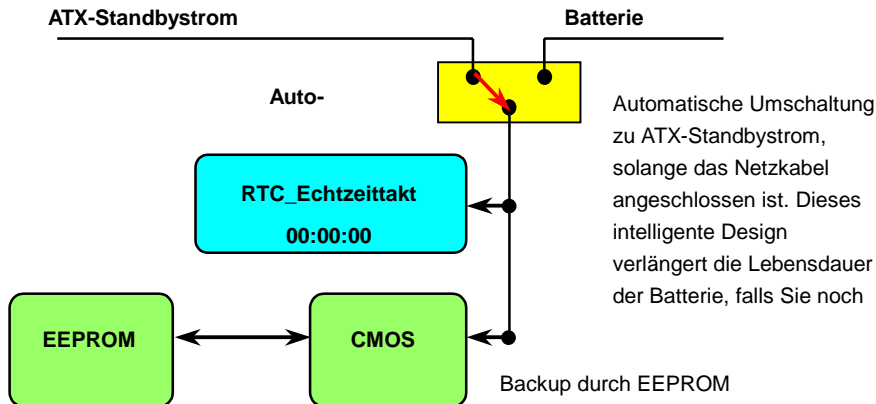 ATX-Standbystrom
Batterie
Auto-
Automatische Umschaltung
zu ATX-Standbystrom,
solange das Netzkabel
angeschlossen ist. Dieses
intelligente Design
verlängert die Lebensdauer
der Batterie, falls Sie noch
RTC_Echtzeittakt
00:00:00
EEPROM
CMOS
Backup durch EEPROM